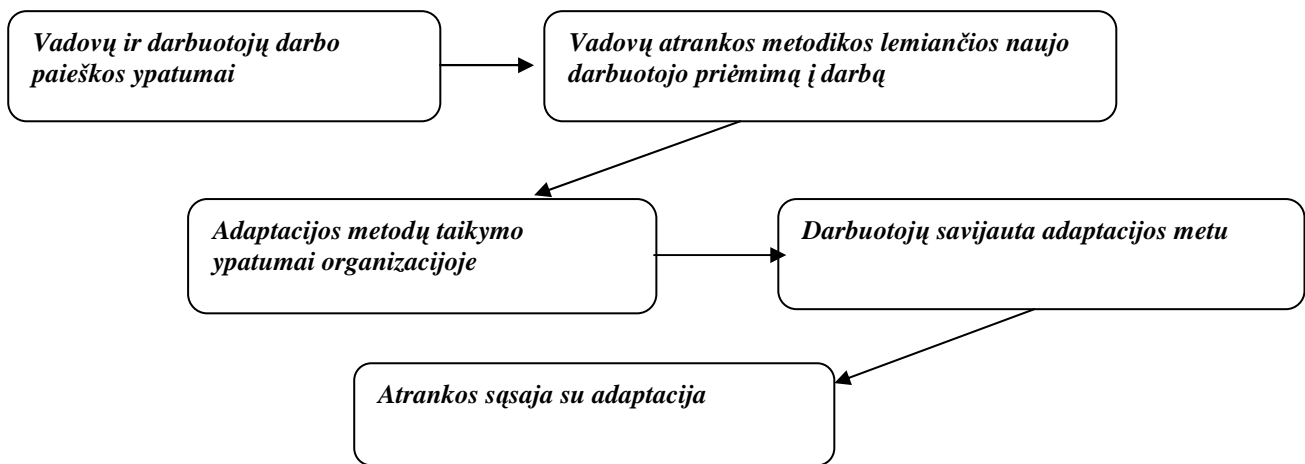 Vadovų ir darbuotojų darbo
paieškos ypatumai
Vadovų atrankos metodikos lemiančios naujo
darbuotojo priėmimą į darbą
Adaptacijos metodų taikymo
ypatumai organizacijoje
Darbuotojų savijauta adaptacijos metu
Atrankos sąsaja su adaptacija